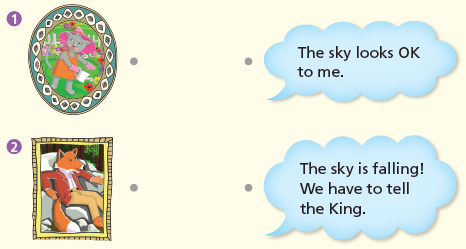 1
The sky looks OK
to me.
2
The sky is falling!
We have to tell
the King.